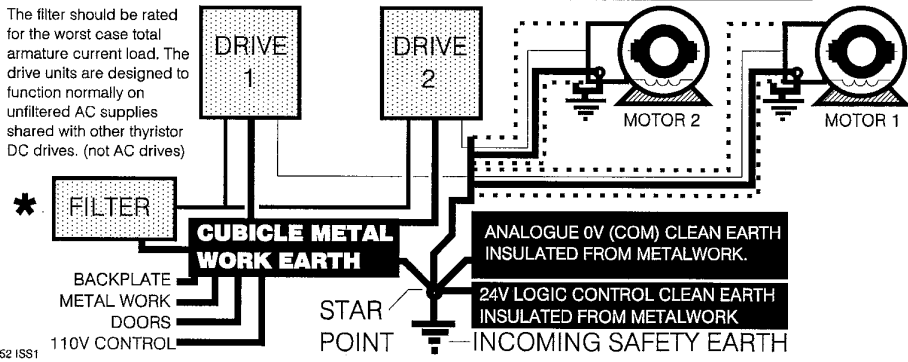 The filter should be rated
for the worst case total
armature current load. The
drive units are designed to
function normally on
unfiltered AC supplies
shared with other thyristor
DC drives. (not AC drives)
DRIVE
1
DRIVE
2
MOTOR 2
MOTOR 1
* FILTER
CUBICLE METAL
WORK EARTH
ANALOGUE 0V (COM) CLEAN EARTH
INSULATED FROM METALWORK.
BACKPLATE
METAL WORK
DOORS
110V CONTROL
STAR
POINT
24V LOGIC CONTROL CLEAN EARTH
INSULATED FROM METALWORK
INCOMING SAFETY EARTH
52 ISS1